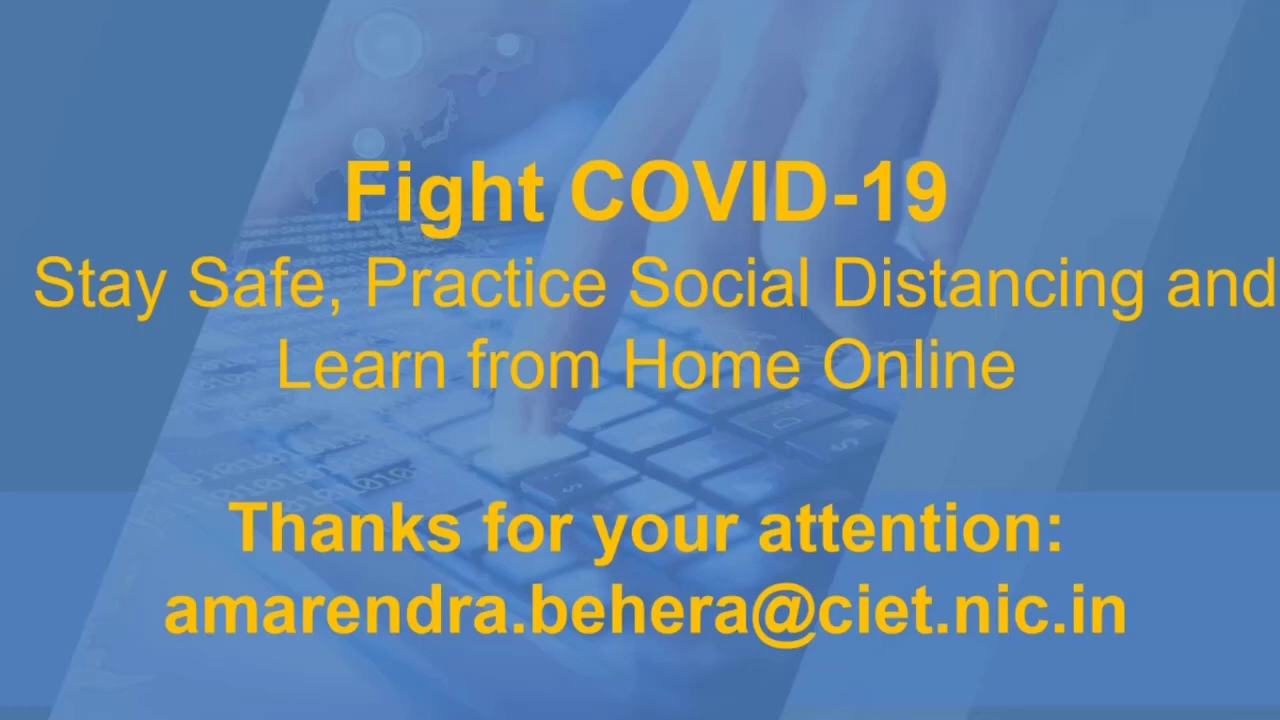 Fight COVID-19
Stay Safe, Practice Social Distancing and
Learn from Home Online
Thanks for your attention:
amarendra.behera@ciet.nic.in